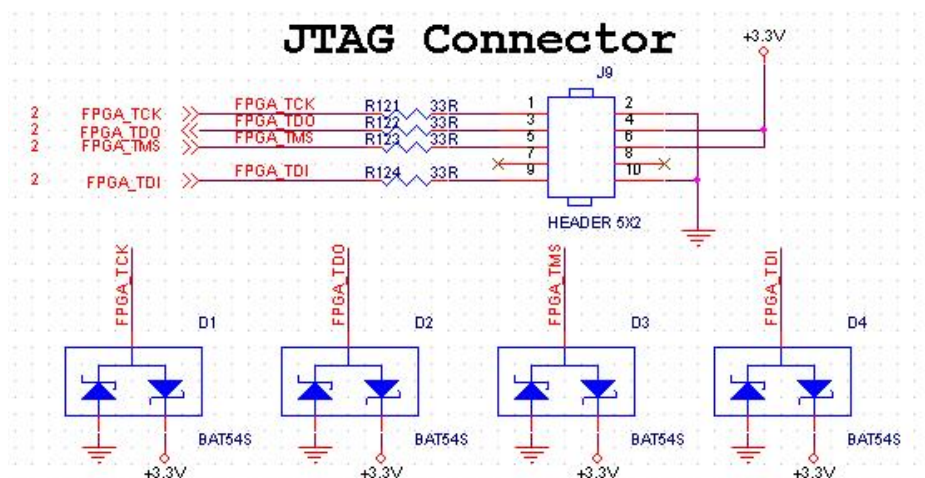 JTAG Connector
+3.3V
J9
2 FPGA_TCK FPGA_TCK R121 33R 1 2
2 FPGA_TDO FPGA_TDO R122 33R 3 4
2 FPGA_TMS FPGA_TMS R123 33R 5 6
7 8
2 FPGA_TDI FPGA_TDI R124 33R 9 10
HEADER 5X2
FPGA_TCK FPGA_TDO FPGA_TMS FPGA_TDI
D1 D2 D3 D4
BAT54S BAT54S BAT54S BAT54S
+3.3V +3.3V +3.3V +3.3V